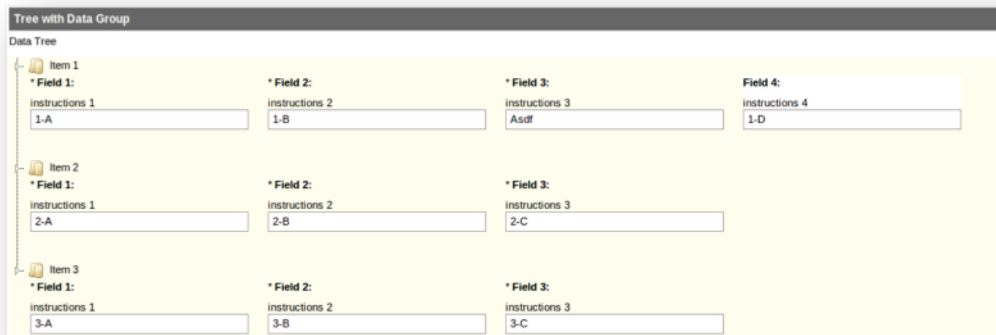 Tree with Data Group
Data Tree
Item 1
* Field 1: * Field 2: * Field 3: Field 4:
instructions 1 instructions 2 instructions 3 instructions 4
1-A 1-B Asdf 1-D
Item 2
* Field 1: * Field 2: * Field 3:
instructions 1 instructions 2 instructions 3
2-A 2-B 2-C
Item 3
* Field 1: * Field 2: * Field 3:
instructions 1 instructions 2 instructions 3
3-A 3-B 3-C